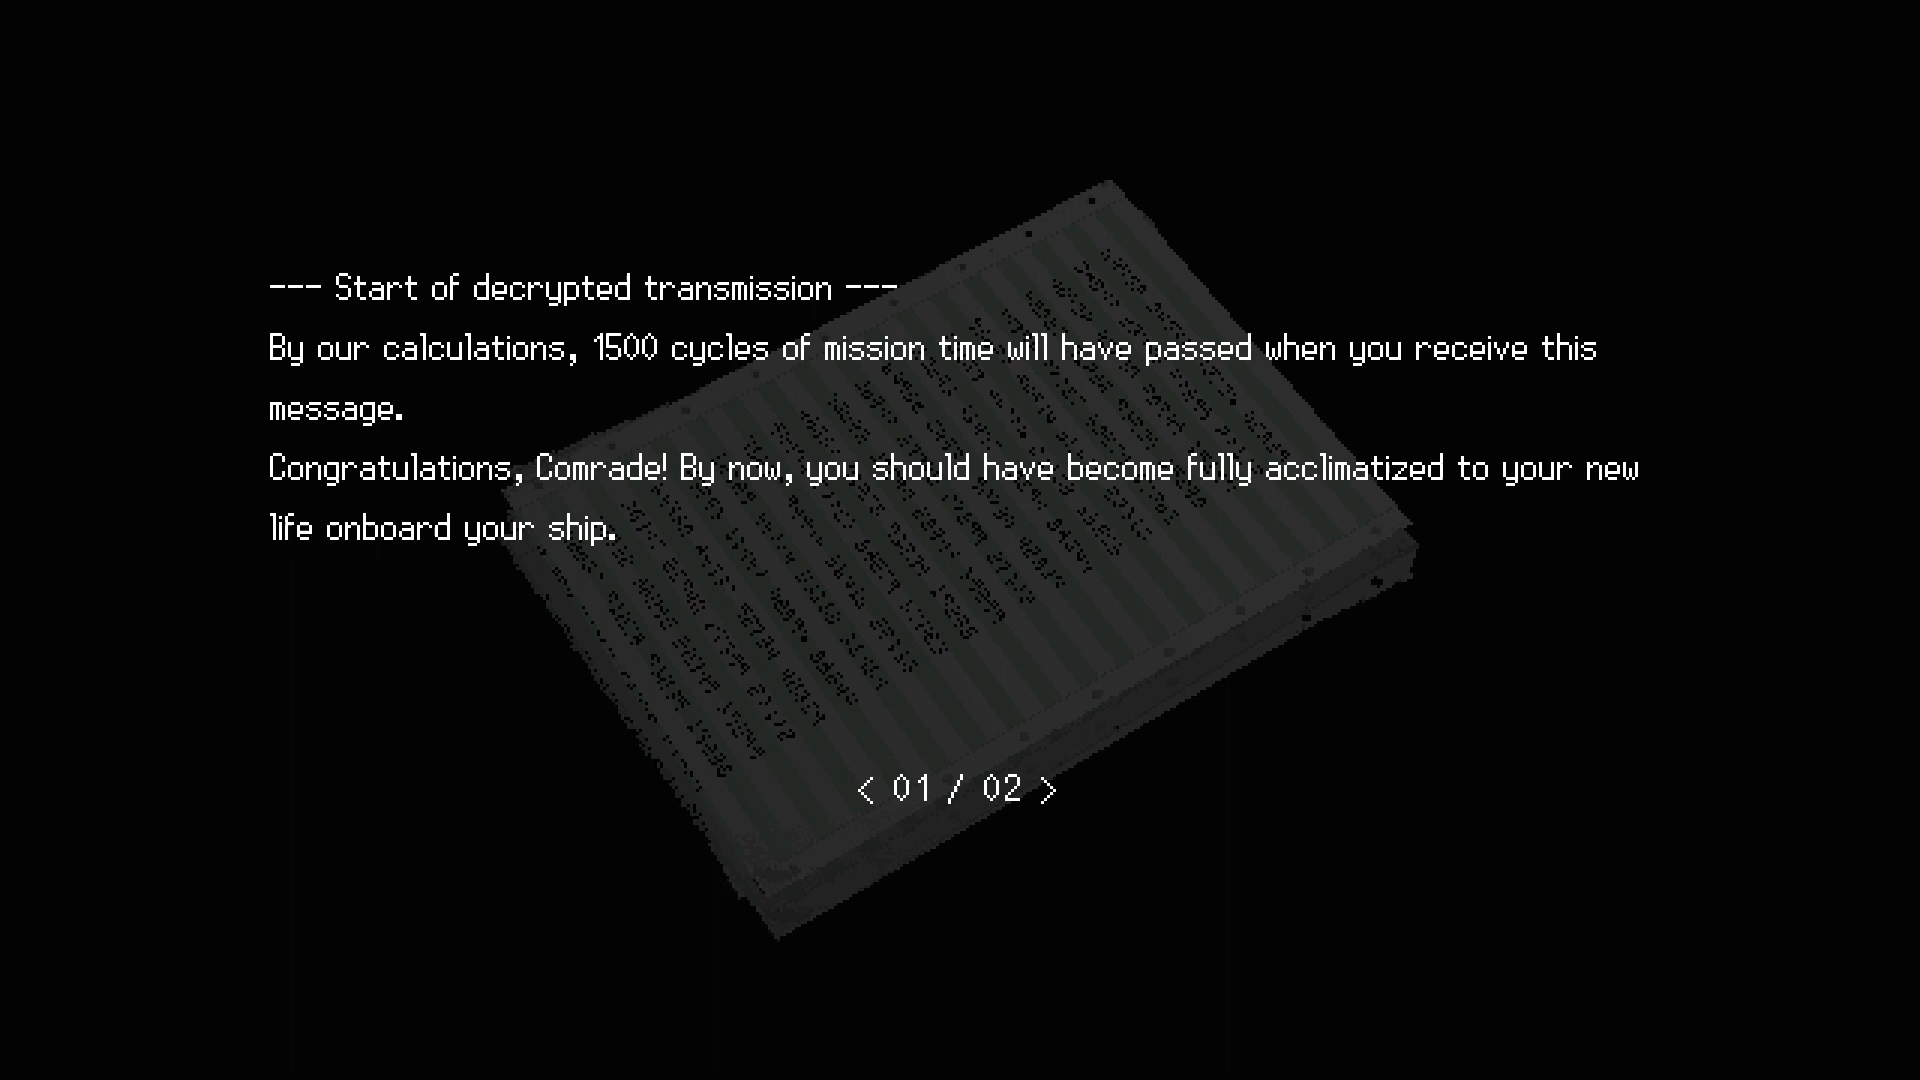 --- Start of decrypted transmission ---
By our calculations, 1500 cycles of mission time will have passed when you receive this
message.
Congratulations, Comrade! By now, you should have become fully acclimatized to your new
life onboard your ship.
< 01 / 02 >